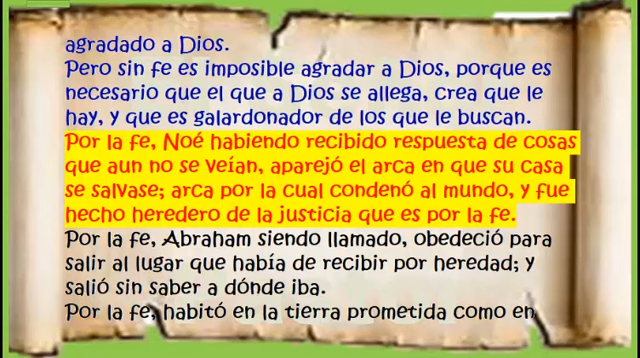 agradado a Dios.
Pero sin fe es imposible agradar a Dios, porque es
necesario que el que a Dios se allega, crea que le
hay, y que es galardonador de los que le buscan.
Por la fe, Noé habiendo recibido respuesta de cosas
que aun no se veían, aparejó el arca en que su casa
se salvase; arca por la cual condenó al mundo, y fue
hecho heredero de la justicia que es por la fe.
Por la fe, Abraham siendo llamado, obedeció para
salir al lugar que había de recibir por heredad; y
salió sin saber a dónde iba.
Por la fe, habitó en la tierra prometida como en